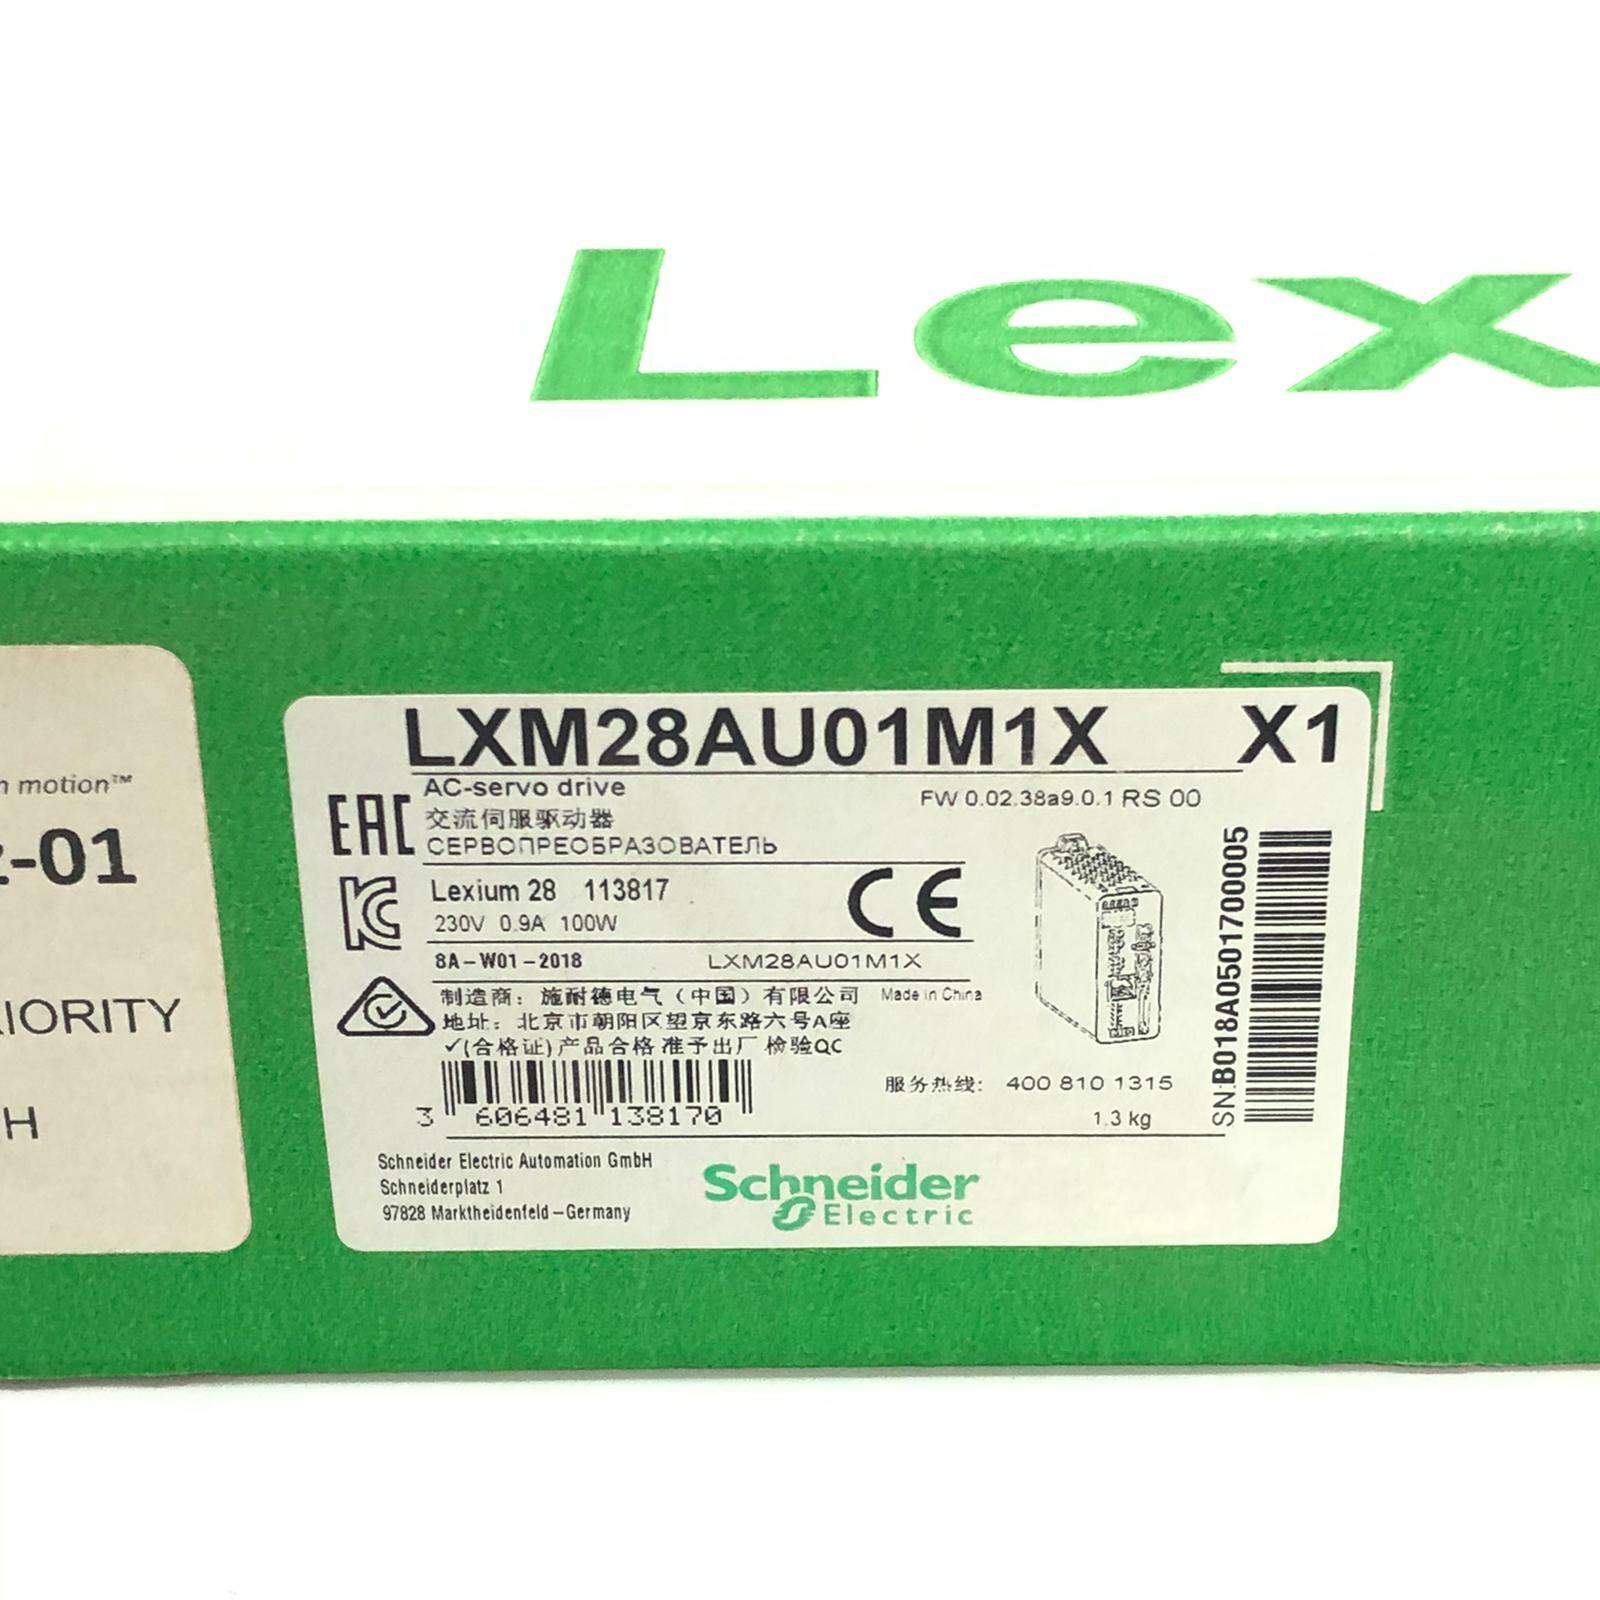 Lex
n motion™
-01
IORITY
H
LXM28AU01M1X X1
AC-servo drive
FW 0.02.38a9.0.1 RS 00
EAC
交流伺服驱动器
СЕРВОПРЕОБРАЗОВАТЕЛЬ
KC
Lexium 28 113817
CE
230V 0.9A 100W
8A-W01-2018 LXM28AU01M1X
制造商：施耐德电气（中国）有限公司 Made in China
地址：北京市朝阳区望京东路六号A座
✓(合格证)产品合格 准予出厂 检验QC
服务热线: 400 810 1315
3 606481 138170
1.3 kg
SN:B018A0501700005
Schneider Electric Automation GmbH
Schneiderplatz 1
97828 Marktheidenfeld-Germany
Schneider
Electric